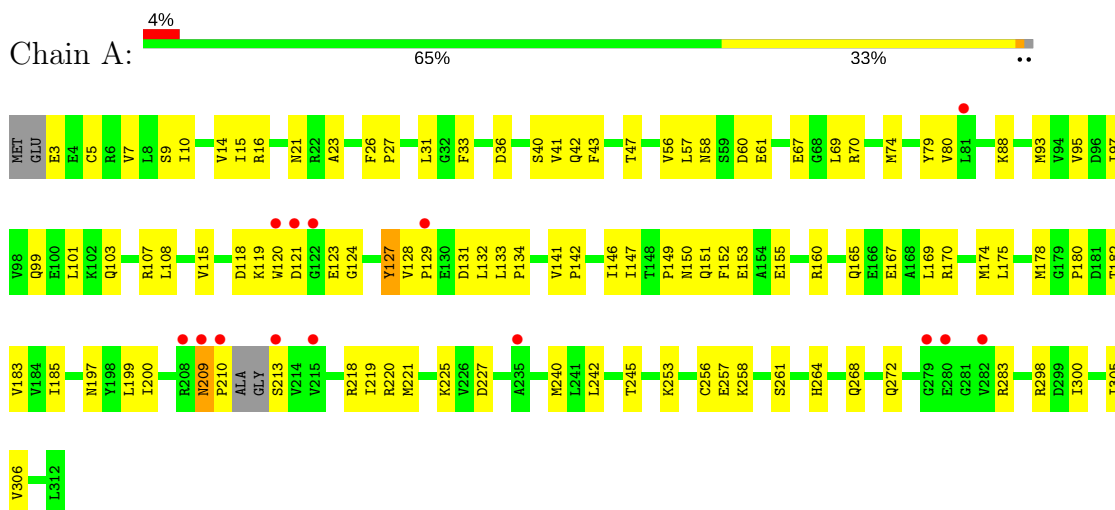 4%
Chain A:
65% 33% ••
MET GLU E3 E4 C5 R6 V7 L8 S9 I10 V14 I15 R16 N21 R22 A23 F26 P27 L31 G32 F33 D36 S40 V41 Q42 F43 T47 V56 L57 N58 S59 D60 E61 E67 G68 L69 R70 M74 Y79 V80 L81 K88 M93 V94 V95 D96 I97
V98 Q99 E100 L101 K102 Q103 R107 L108 V115 D118 K119 W120 D121 G122 E123 G124 Y127 V128 P129 E130 D131 L132 L133 P134 V141 P142 I146 I147 T148 P149 N150 Q151 F152 E153 A154 E155 R160 Q165 E166 E167 A168 L169 R170 M174 L175 M178 G179 P180 D181 T182
V183 V184 I185 N197 Y198 L199 I200 R208 N209 P210 ALA GLY S213 V214 V215 R218 I219 R220 M221 K225 V226 D227 A235 M240 L241 L242 T245 K253 C256 E257 K258 S261 H264 Q268 Q272 G279 E280 G281 V282 R283 R298 D299 I300 I305
V306 L312